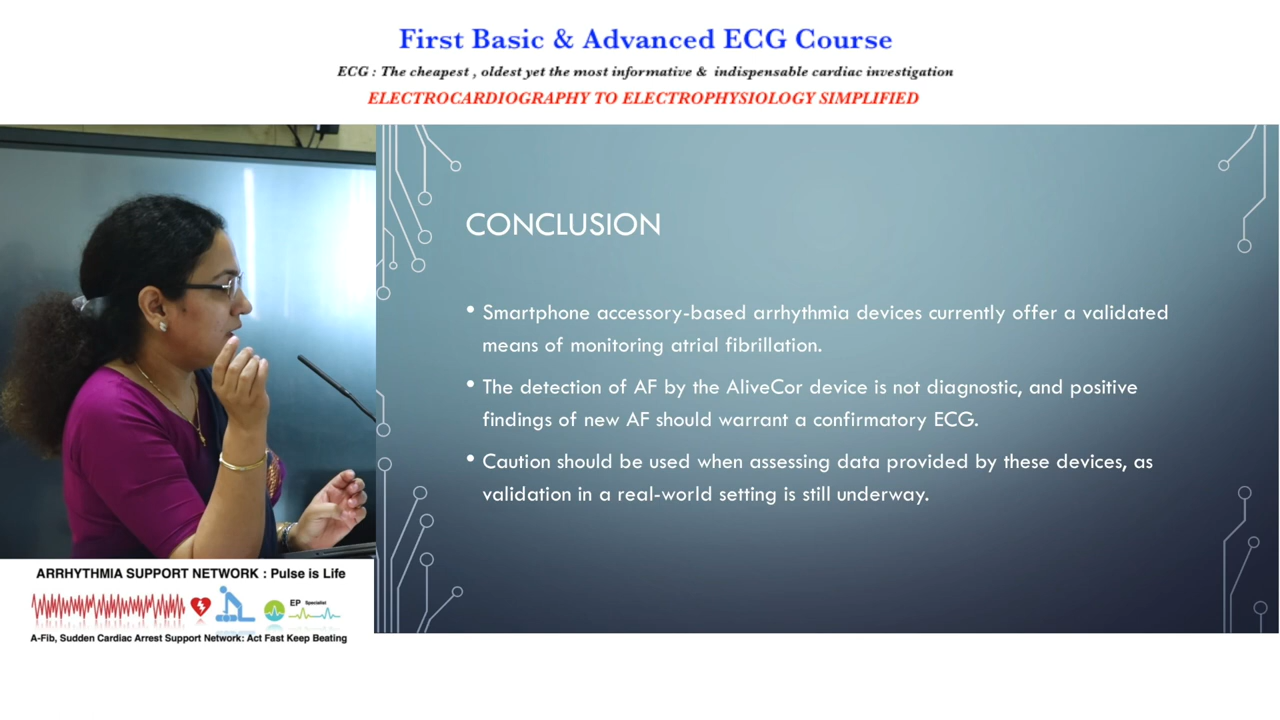 First Basic & Advanced ECG Course
ECG : The cheapest , oldest yet the most informative & indispensable cardiac investigation
ELECTROCARDIOGRAPHY TO ELECTROPHYSIOLOGY SIMPLIFIED
CONCLUSION
• Smartphone accessory-based arrhythmia devices currently offer a validated
means of monitoring atrial fibrillation.
• The detection of AF by the AliveCor device is not diagnostic, and positive
findings of new AF should warrant a confirmatory ECG.
• Caution should be used when assessing data provided by these devices, as
validation in a real-world setting is still underway.
ARRHYTHMIA SUPPORT NETWORK : Pulse is Life
EP Specialist
A-Fib, Sudden Cardiac Arrest Support Network: Act Fast Keep Beating